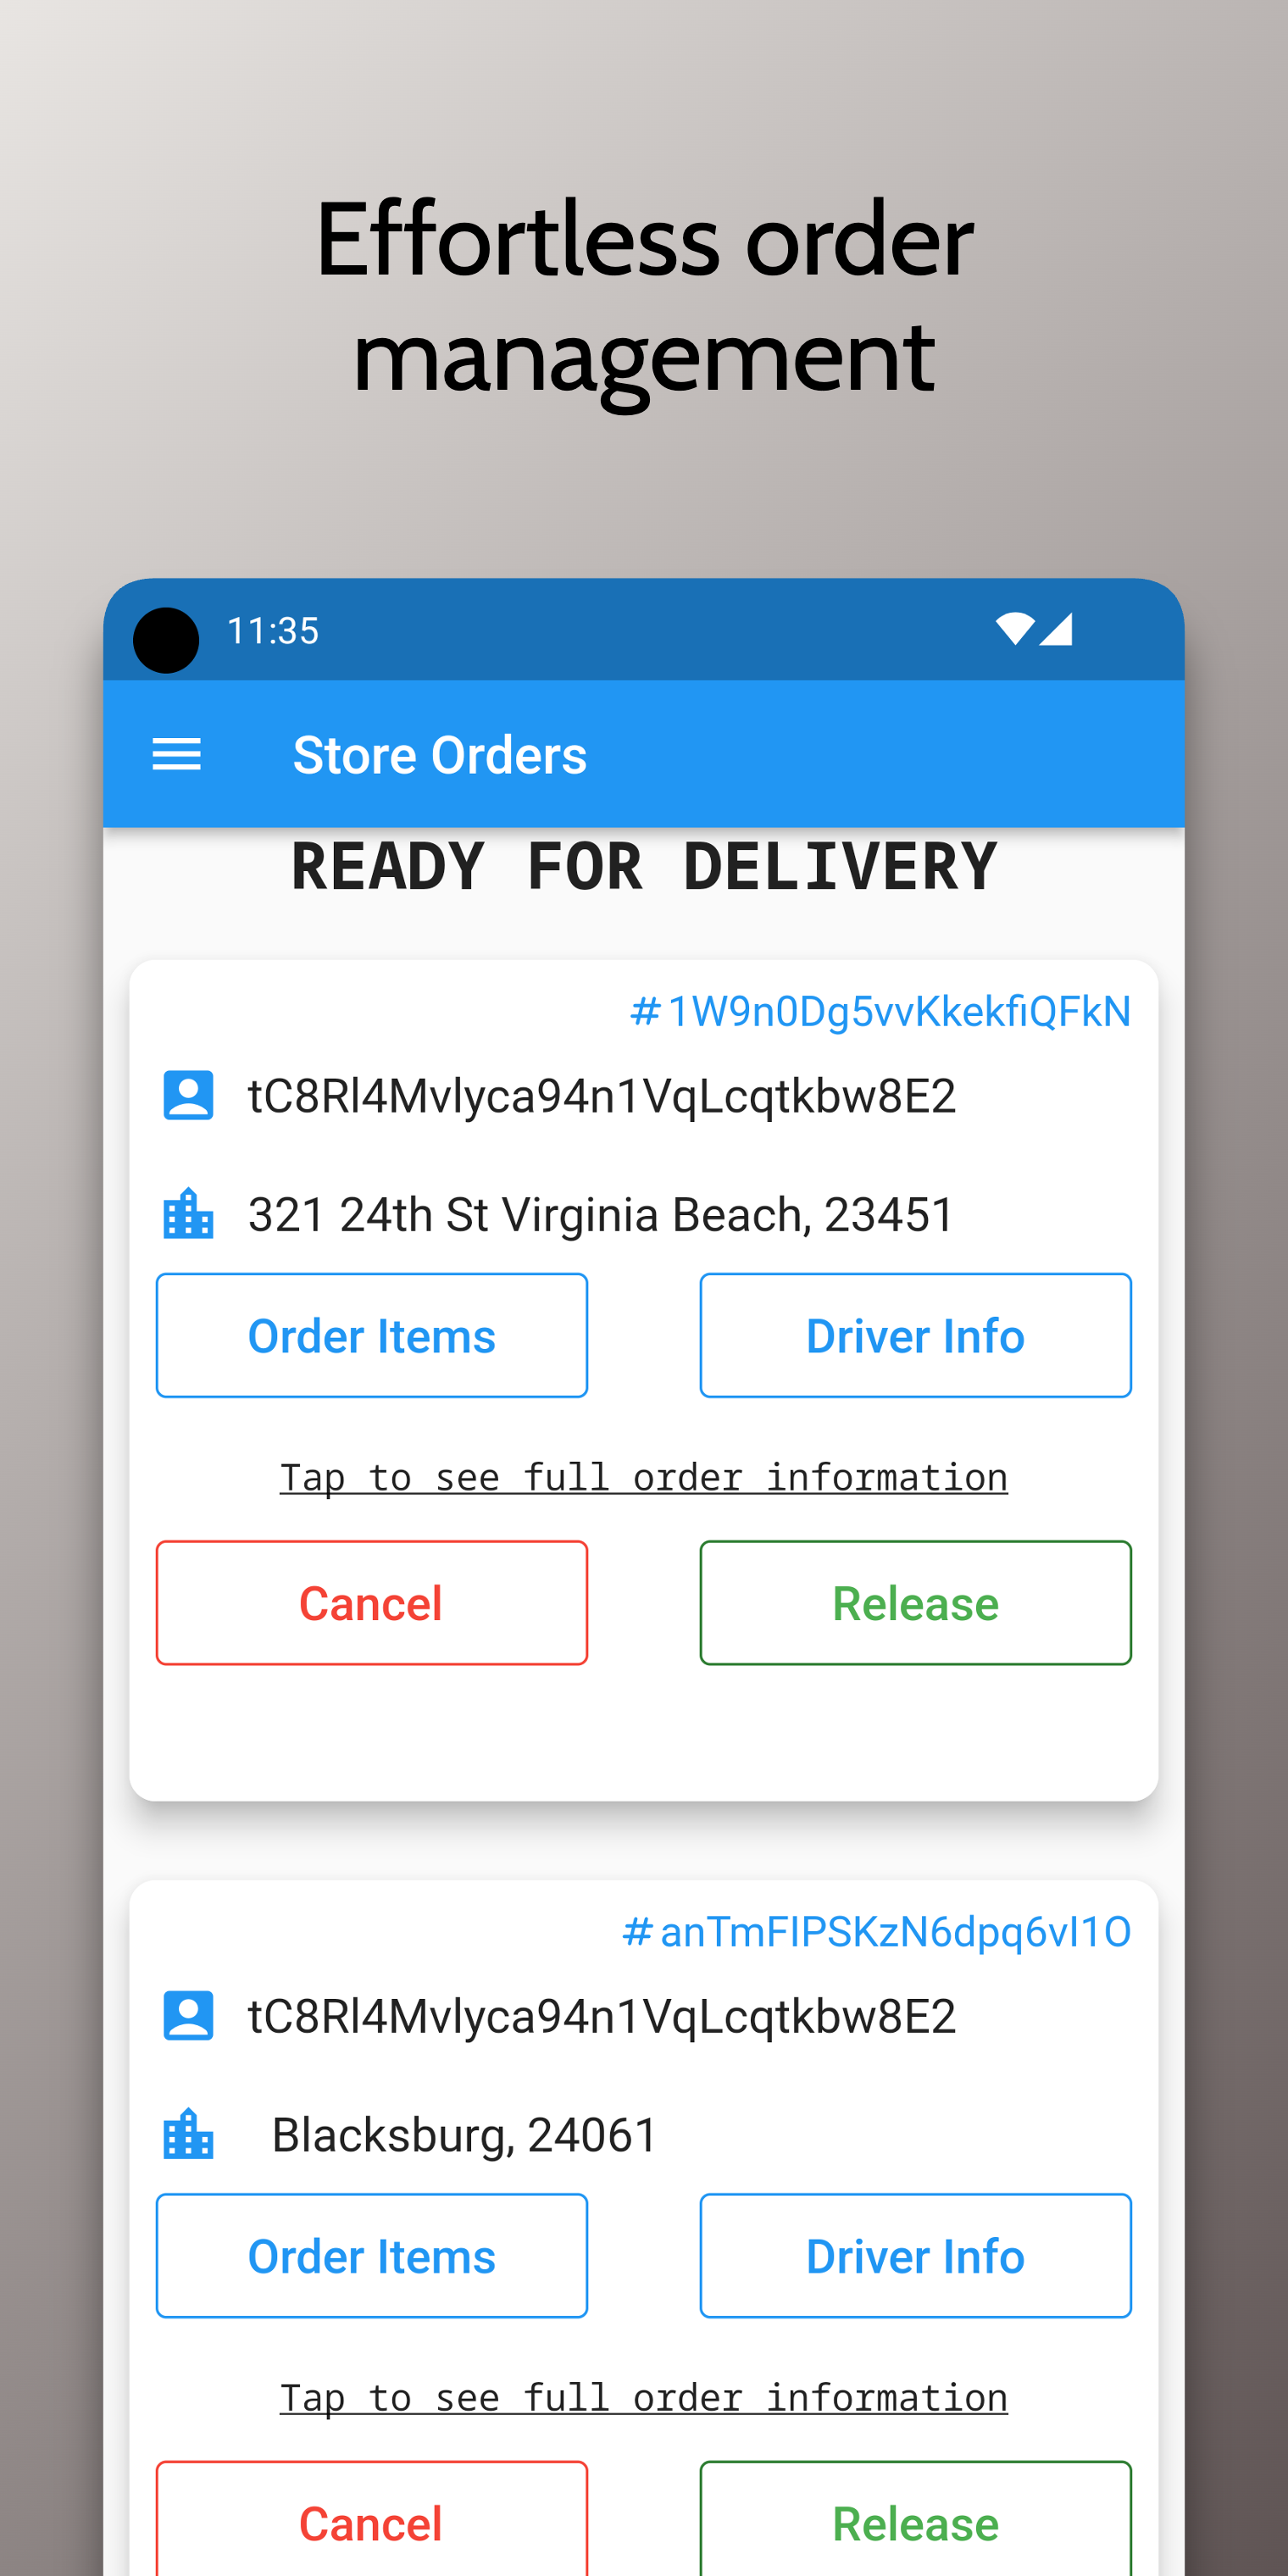 Effortless order
management
11:35
Store Orders
READY FOR DELIVERY
#1W9n0Dg5vvKkekfiQFkN
tC8Rl4Mvlyca94n1VqLcqtkbw8E2
321 24th St Virginia Beach, 23451
Order Items Driver Info
Tap to see full order information
Cancel Release
#anTmFIPSKzN6dpq6vI1O
tC8Rl4Mvlyca94n1VqLcqtkbw8E2
Blacksburg, 24061
Order Items Driver Info
Tap to see full order information
Cancel Release